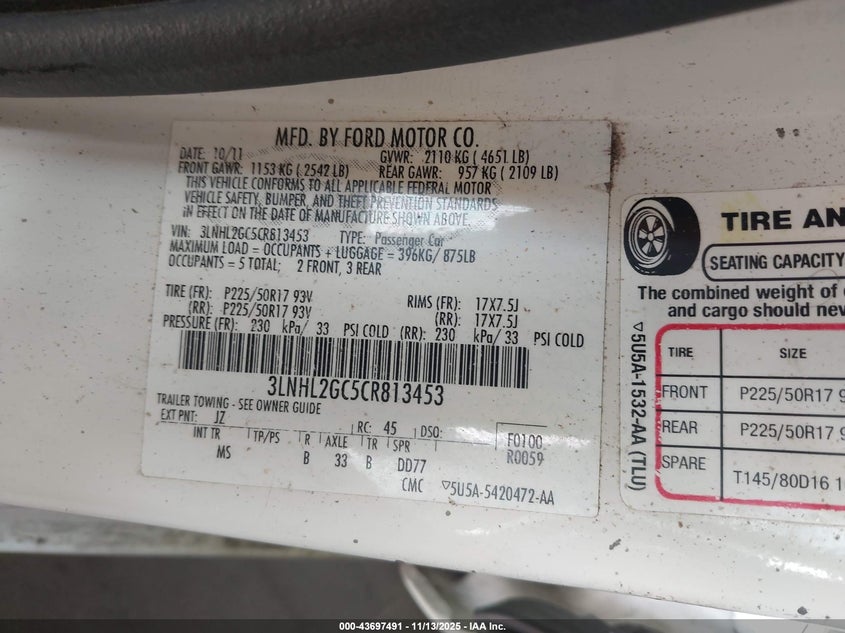 MFD. BY FORD MOTOR CO.
DATE: 10/11 GVWR: 2110 KG ( 4651 LB)
FRONT GAWR: 1153 KG ( 2542 LB) REAR GAWR: 957 KG ( 2109 LB)
THIS VEHICLE CONFORMS TO ALL APPLICABLE FEDERAL MOTOR
VEHICLE SAFETY, BUMPER, AND THEFT PREVENTION STANDARDS
IN EFFECT ON THE DATE OF MANUFACTURE SHOWN ABOVE
VIN: 3LNHL2GC5CR813453 TYPE: Passenger Car
MAXIMUM LOAD = OCCUPANTS + LUGGAGE = 396KG/ 875LB
OCCUPANTS = 5 TOTAL; 2 FRONT, 3 REAR
TIRE (FR): P225/50R17 93V RIMS (FR): 17X7.5J
(RR): P225/50R17 93V (RR): 17X7.5J
PRESSURE (FR): 230 kPa/ 33 PSI COLD (RR): 230 kPa/ 33 PSI COLD
3LNHL2GC5CR813453
TRAILER TOWING - SEE OWNER GUIDE
EXT PNT: JZ RC: 45 DSO: F0100
INT TR TP/PS R AXLE TR SPR R0059
MS B 33 B DD77
CMC ▽5U5A-5420472-AA
TIRE AN
SEATING CAPACITY
The combined weight of
and cargo should nev
▽5U5A-1532-AA (TLU)
TIRE SIZE
FRONT P225/50R17 9
REAR P225/50R17 9
SPARE T145/80D16 1
000-43697491 - 11/13/2025 - IAA Inc.